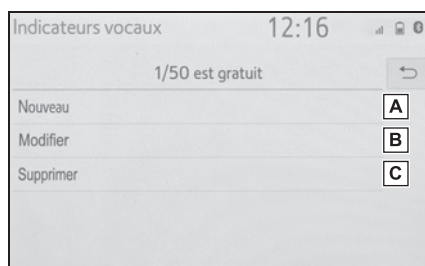 Indicateurs vocaux 12:16
1/50 est gratuit
Nouveau A
Modifier B
Supprimer C